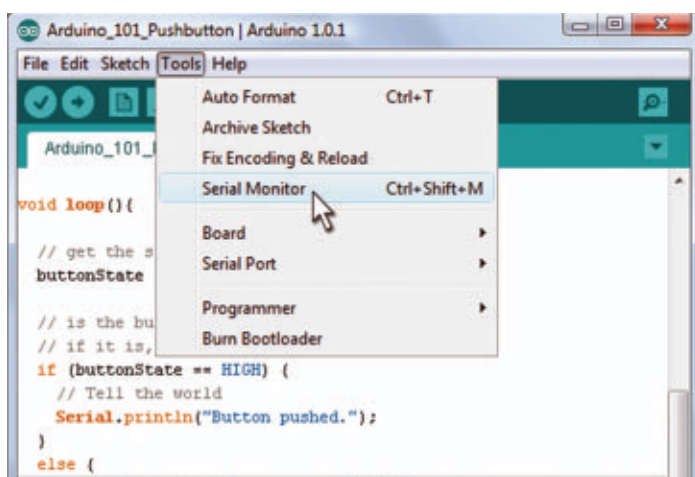 Arduino_101_Pushbutton | Arduino 1.0.1
File Edit Sketch Tools Help
Auto Format Ctrl+T
Archive Sketch
Arduino_101_
Fix Encoding & Reload
Serial Monitor Ctrl+Shift+M
void loop(){
Board
// get the s
Serial Port
buttonState
Programmer
// is the bu
Burn Bootloader
// if it is,
if (buttonState == HIGH) {
// Tell the world
Serial.println("Button pushed.");
}
else {